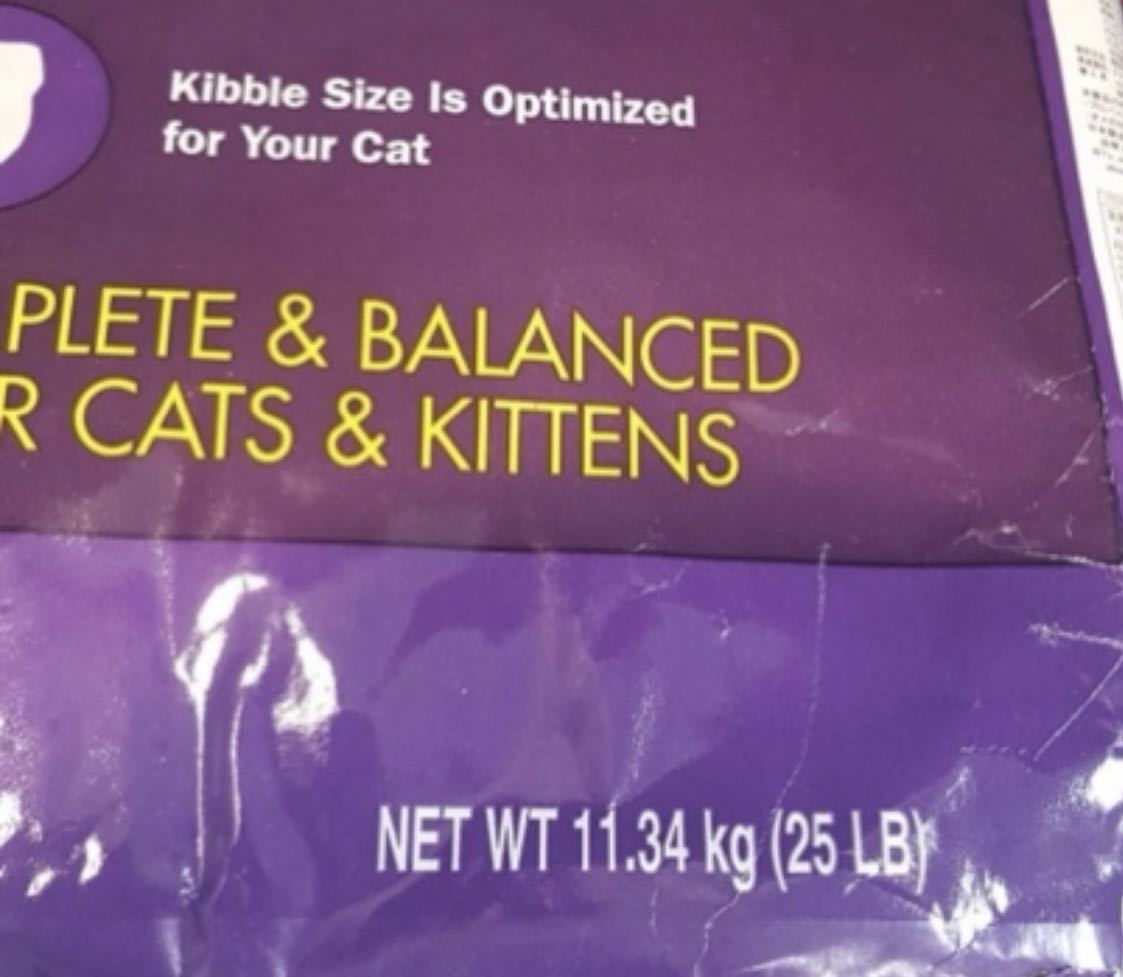 Kibble Size Is Optimized
for Your Cat
PLETE & BALANCED
R CATS & KITTENS
NET WT 11.34 kg (25 LB)